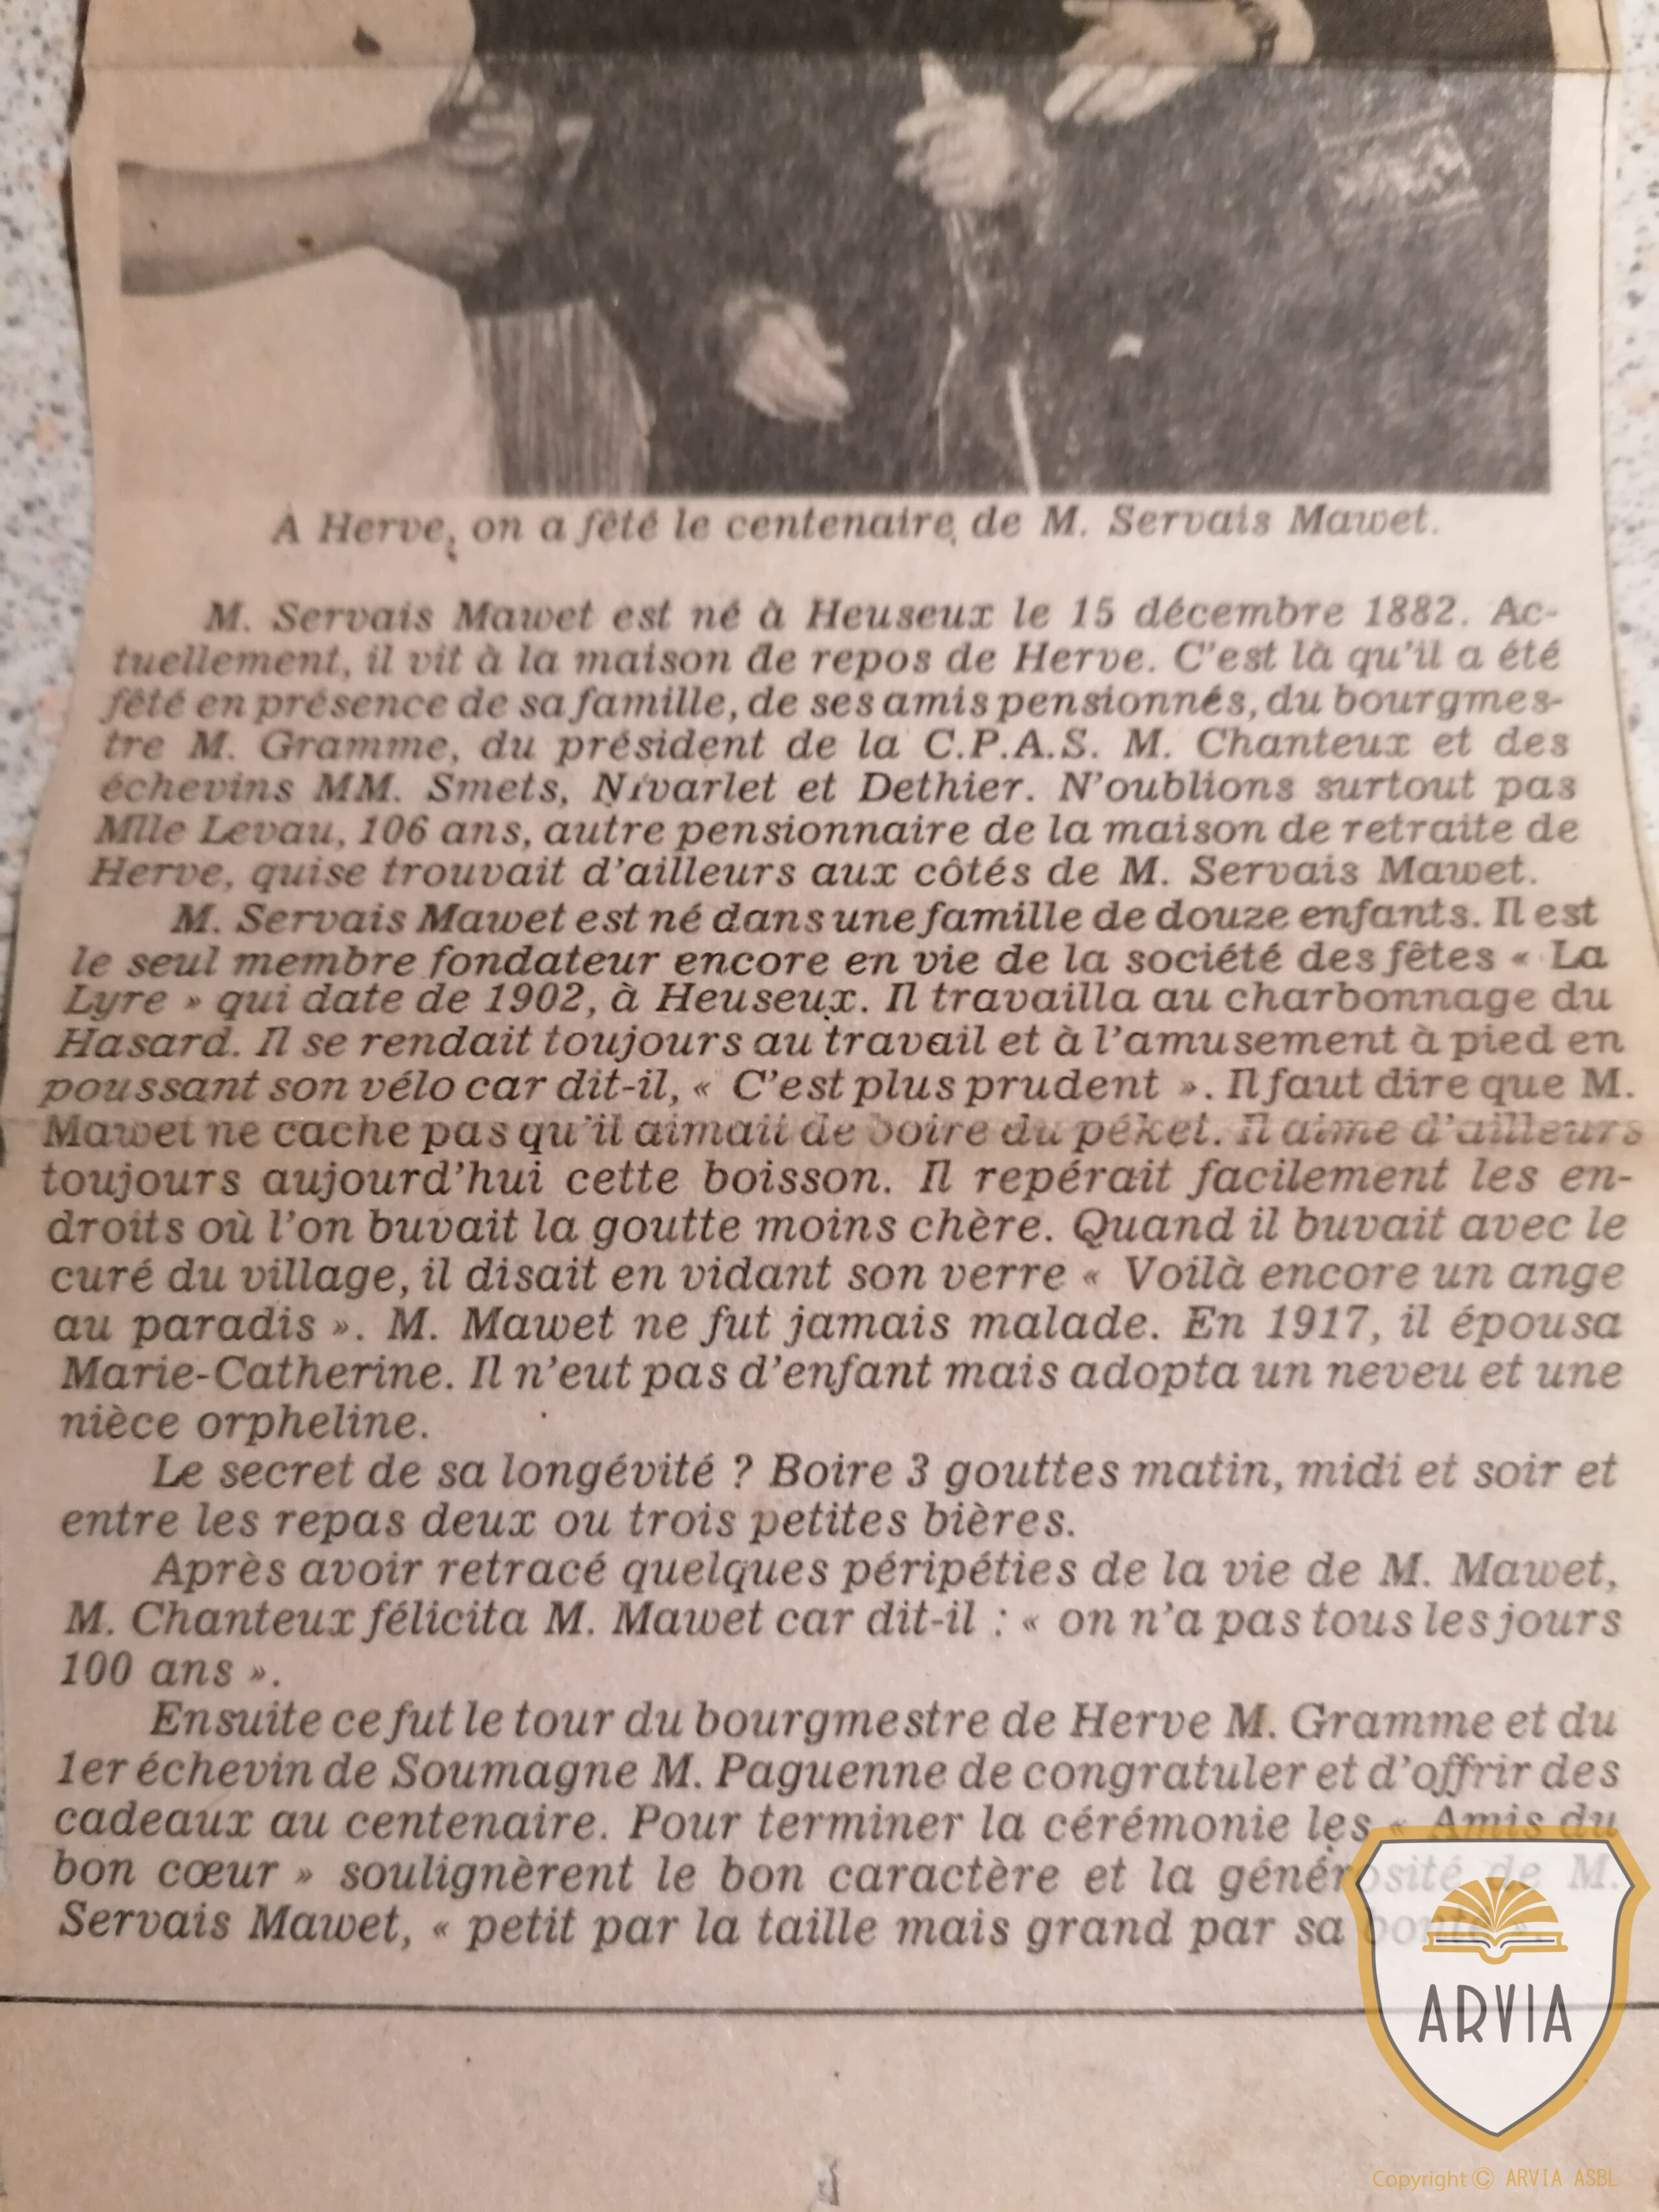 À Herve, on a fêté le centenaire de M. Servais Mawet.
M. Servais Mawet est né à Heuseux le 15 décembre 1882. Ac-
tuellement, il vit à la maison de repos de Herve. C'est là qu'il a été
fêté en présence de sa famille, de ses amis pensionnés, du bourgmes-
tre M. Gramme, du président de la C.P.A.S. M. Chanteux et des
échevins MM. Smets, Nivarlet et Dethier. N'oublions surtout pas
Mlle Levau, 106 ans, autre pensionnaire de la maison de retraite de
Herve, qui se trouvait d'ailleurs aux côtés de M. Servais Mawet.
M. Servais Mawet est né dans une famille de douze enfants. Il est
le seul membre fondateur encore en vie de la société des fêtes « La
Lyre » qui date de 1902, à Heuseux. Il travailla au charbonnage du
Hasard. Il se rendait toujours au travail et à l'amusement à pied en
poussant son vélo car dit-il, « C'est plus prudent ». Il faut dire que M.
Mawet ne cache pas qu'il aimait de boire du péket. Il aime d'ailleurs
toujours aujourd'hui cette boisson. Il repérait facilement les en-
droits où l'on buvait la goutte moins chère. Quand il buvait avec le
curé du village, il disait en vidant son verre « Voilà encore un ange
au paradis ». M. Mawet ne fut jamais malade. En 1917, il épousa
Marie-Catherine. Il n'eut pas d'enfant mais adopta un neveu et une
nièce orpheline.
Le secret de sa longévité ? Boire 3 gouttes matin, midi et soir et
entre les repas deux ou trois petites bières.
Après avoir retracé quelques péripéties de la vie de M. Mawet,
M. Chanteux félicita M. Mawet car dit-il : « on n'a pas tous les jours
100 ans ».
Ensuite ce fut le tour du bourgmestre de Herve M. Gramme et du
1er échevin de Soumagne M. Paguenne de congratuler et d'offrir des
cadeaux au centenaire. Pour terminer la cérémonie les « Amis du
bon cœur » soulignèrent le bon caractère et la générosité de M.
Servais Mawet, « petit par la taille mais grand par sa bonté ».
ARVIA
Copyright © ARVIA ASBL